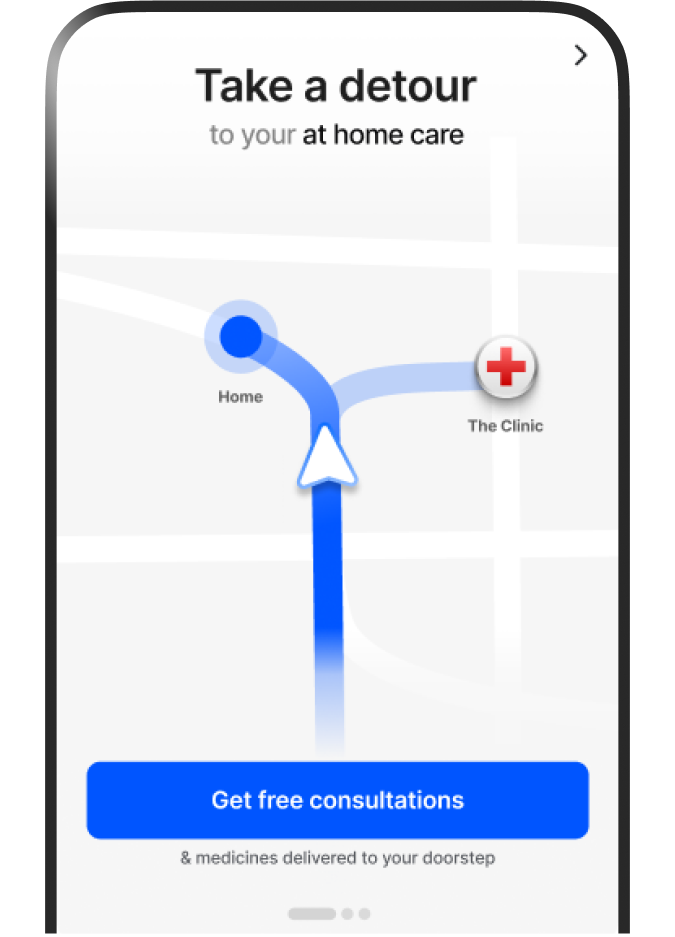 Take a detour
to your at home care
Home
The Clinic
Get free consultations
& medicines delivered to your doorstep